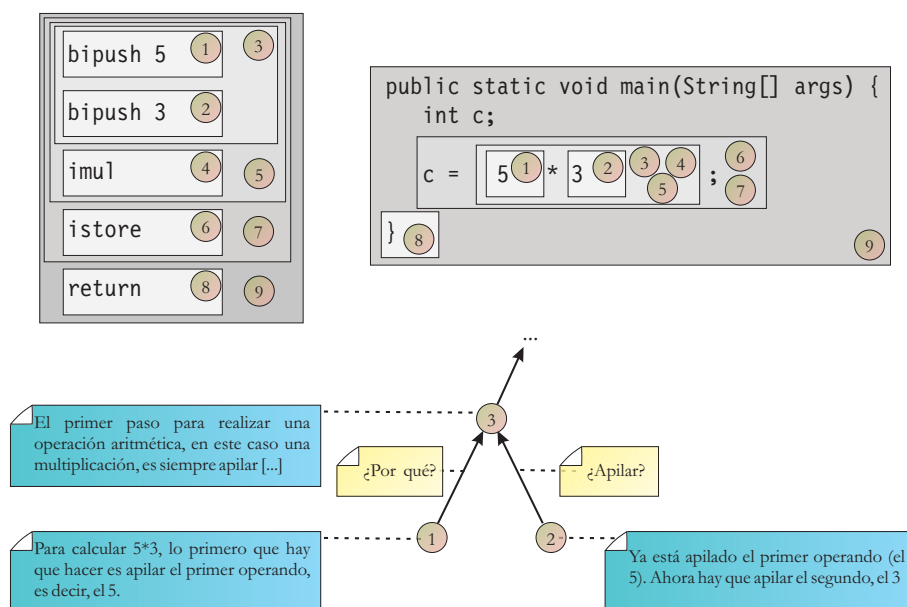 bipush 5 1 3
bipush 3 2
imul 4 5
istore 6 7
return 8 9
public static void main(String[] args) {
int c;
c = 5 1 * 3 2 3 4 5 ; 6 7
} 8
9
...
3
El primer paso para realizar una
operación aritmética, en este caso una
multiplicación, es siempre apilar [...]
¿Por qué?
¿Apilar?
1
2
Para calcular 5*3, lo primero que hay
que hacer es apilar el primer operando,
es decir, el 5.
Ya está apilado el primer operando (el
5). Ahora hay que apilar el segundo, el 3